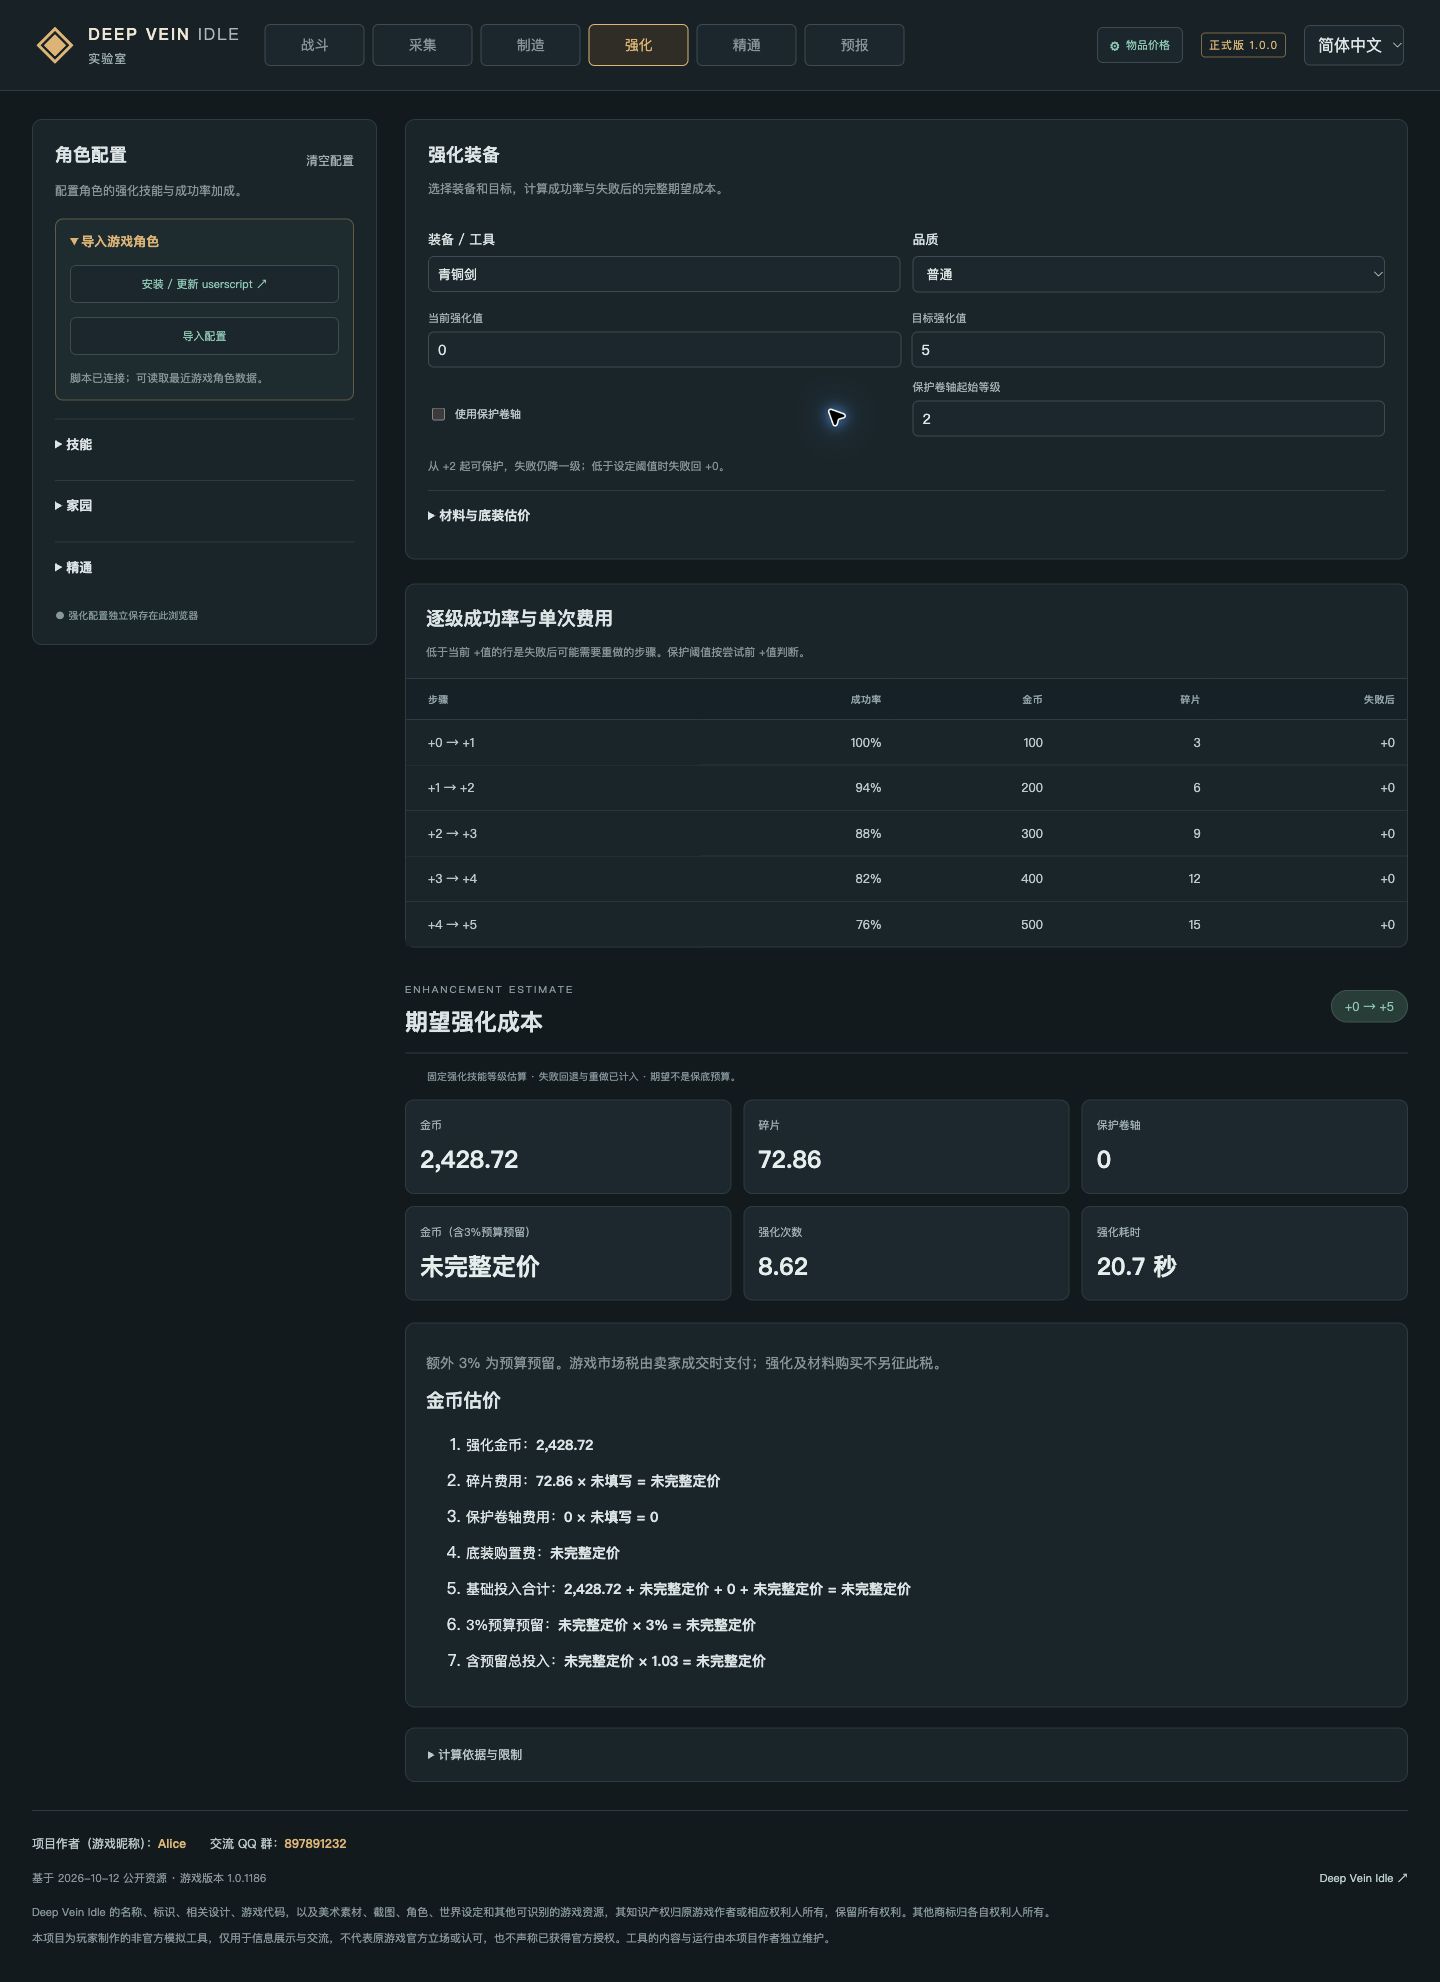 DEEP VEIN IDLE
实验室
战斗
采集
制造
强化
精通
预报
物品价格
正式版 1.0.0
简体中文
角色配置
清空配置
配置角色的强化技能与成功率加成。
▼导入游戏角色
安装 / 更新 userscript ↗
导入配置
脚本已连接；可读取最近游戏角色数据。
▶ 技能
▶ 家园
▶ 精通
强化配置独立保存在此浏览器
强化装备
选择装备和目标，计算成功率与失败后的完整期望成本。
装备 / 工具
品质
青铜剑
普通
当前强化值
目标强化值
0
5
保护卷轴起始等级
使用保护卷轴
2
从 +2 起可保护，失败仍降一级；低于设定阈值时失败回 +0。
▶ 材料与底装估价
逐级成功率与单次费用
低于当前 +值的行是失败后可能需要重做的步骤。保护阈值按尝试前 +值判断。
步骤 成功率 金币 碎片 失败后
+0 → +1 100% 100 3 +0
+1 → +2 94% 200 6 +0
+2 → +3 88% 300 9 +0
+3 → +4 82% 400 12 +0
+4 → +5 76% 500 15 +0
ENHANCEMENT ESTIMATE
期望强化成本
+0 → +5
固定强化技能等级估算 · 失败回退与重做已计入 · 期望不是保底预算。
金币
2,428.72
碎片
72.86
保护卷轴
0
金币（含3%预算预留）
未完整定价
强化次数
8.62
强化耗时
20.7 秒
额外 3% 为预算预留。游戏市场税由卖家成交时支付；强化及材料购买不另征此税。
金币估价
1. 强化金币：2,428.72
2. 碎片费用：72.86 × 未填写 = 未完整定价
3. 保护卷轴费用：0 × 未填写 = 0
4. 底装购置费：未完整定价
5. 基础投入合计：2,428.72 + 未完整定价 + 0 + 未完整定价 = 未完整定价
6. 3%预算预留：未完整定价 × 3% = 未完整定价
7. 含预留总投入：未完整定价 × 1.03 = 未完整定价
▶ 计算依据与限制
项目作者（游戏昵称）：Alice 交流 QQ 群：897891232
基于 2026-10-12 公开资源 · 游戏版本 1.0.1186
Deep Vein Idle ↗
Deep Vein Idle 的名称、标识、相关设计、游戏代码，以及美术素材、截图、角色、世界设定和其他可识别的游戏资源，其知识产权归原游戏作者或相应权利人所有，保留所有权利。其他商标归各自权利人所有。
本项目为玩家制作的非官方模拟工具，仅用于信息展示与交流，不代表原游戏官方立场或认可，也不声称已获得官方授权。工具的内容与运行由本项目作者独立维护。